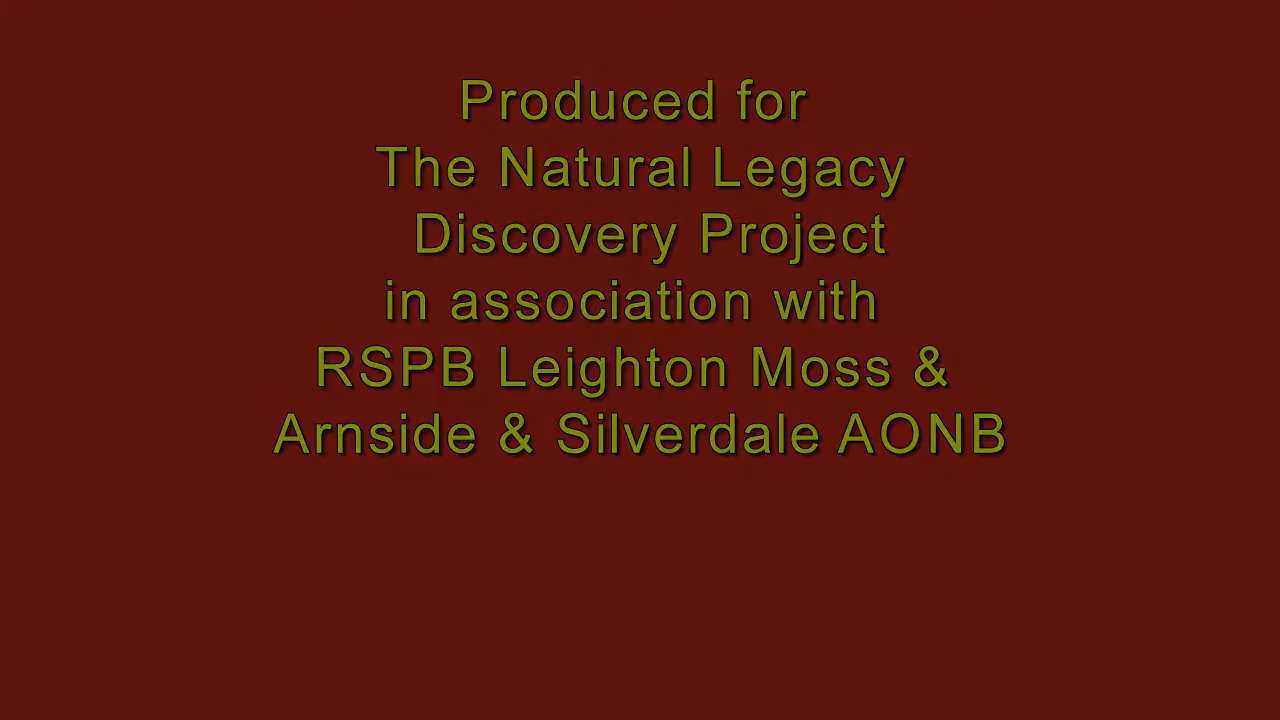 Produced for
The Natural Legacy
Discovery Project
in association with
RSPB Leighton Moss &
Arnside & Silverdale AONB